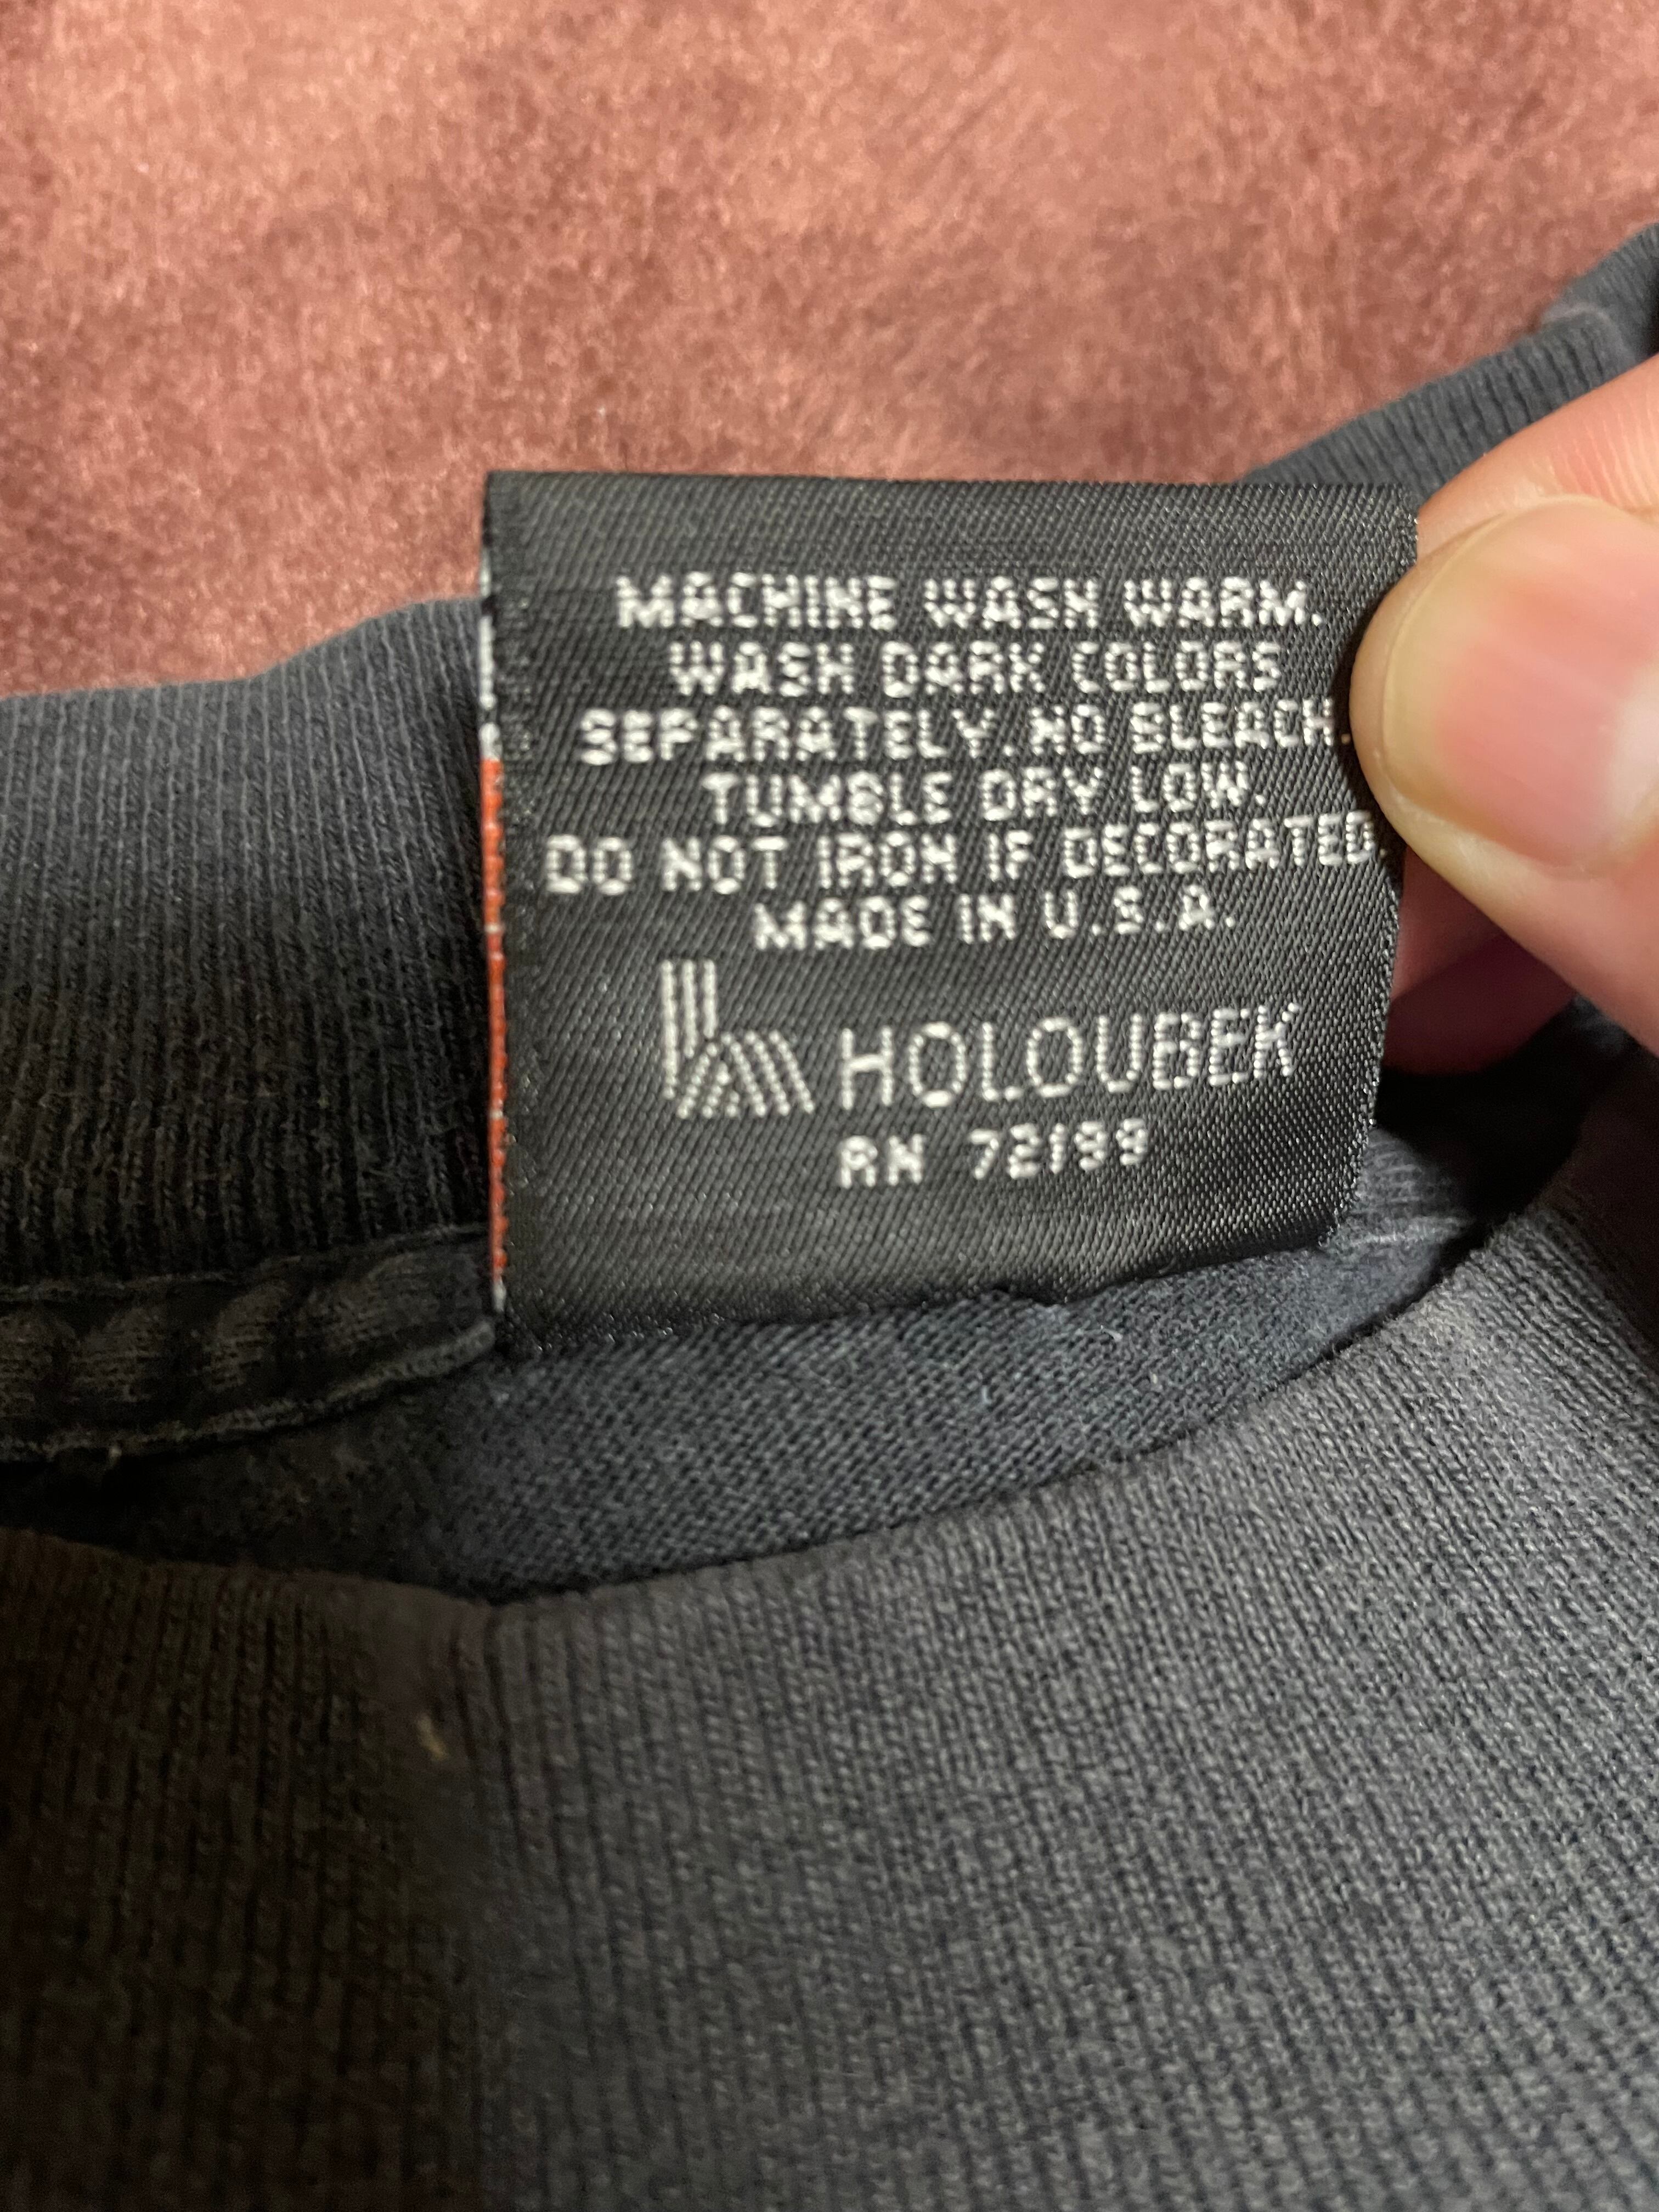 MACHINE WASH WARM.
WASH DARK COLORS
SEPARATELY. NO BLEACH.
TUMBLE DRY LOW.
DO NOT IRON IF DECORATED.
MADE IN U.S.A.
HOLOUBEK
RN 72199